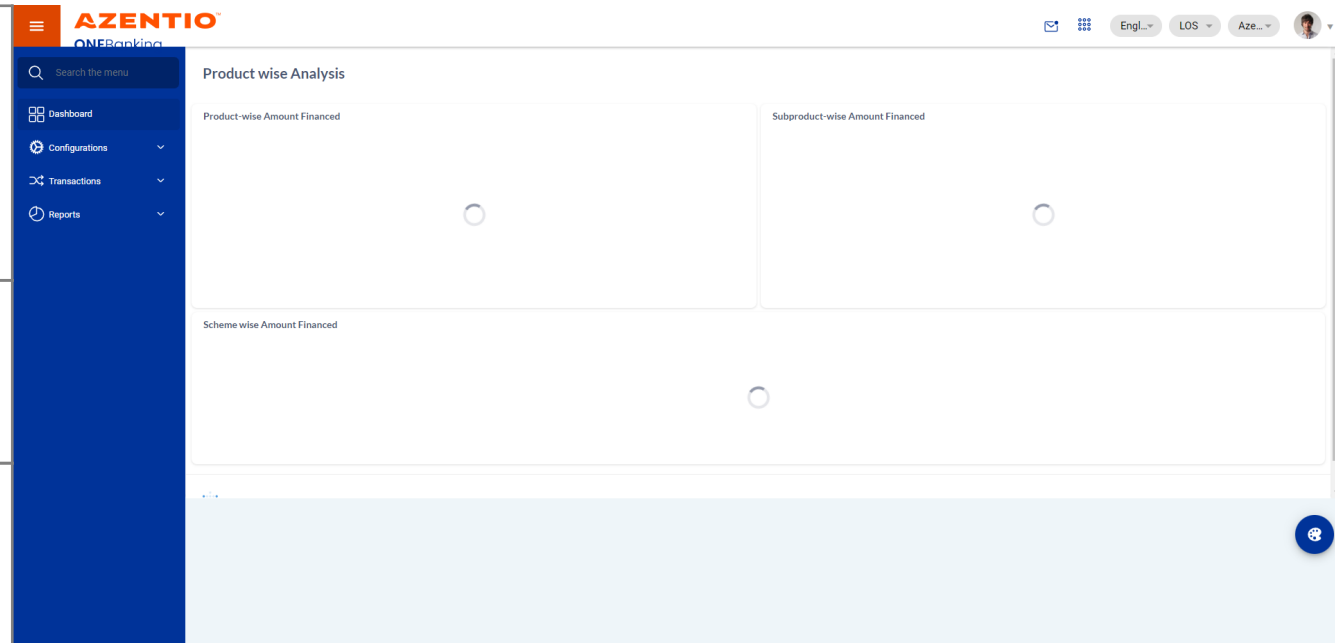 AZENTIO™
ONEBanking
Engl...
LOS
Aze...
Search the menu
Dashboard
Configurations
Transactions
Reports
Product wise Analysis
Product-wise Amount Financed
Subproduct-wise Amount Financed
Scheme wise Amount Financed